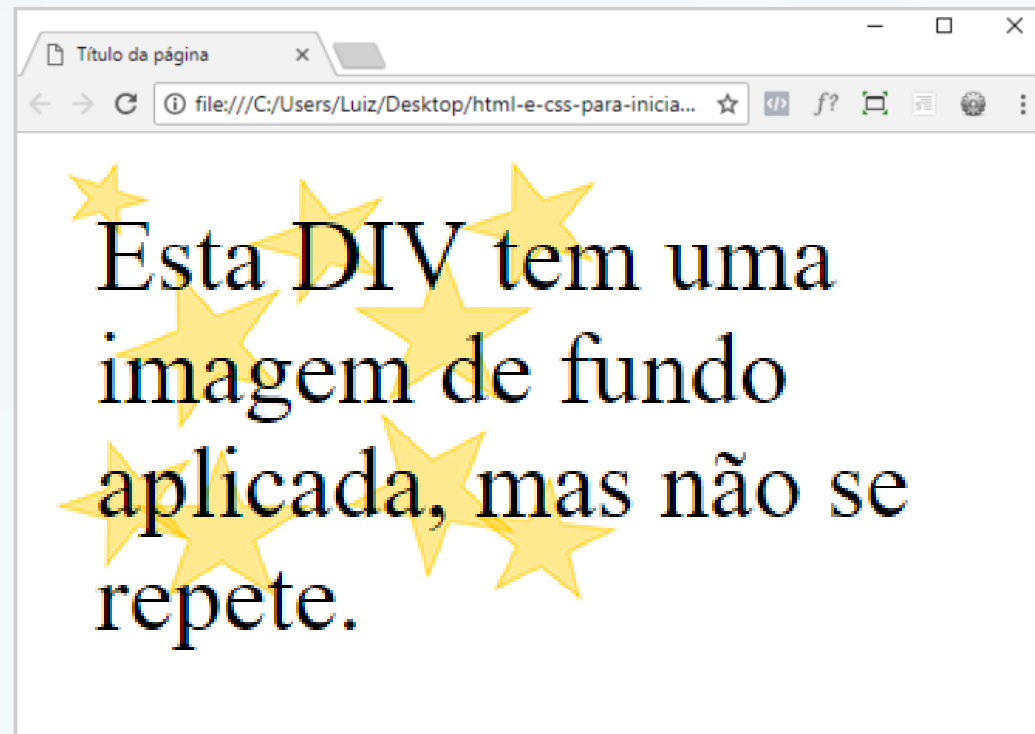 Título da página
file:///C:/Users/Luiz/Desktop/html-e-css-para-inicia...
f?
Esta DIV tem uma
imagem de fundo
aplicada, mas não se
repete.